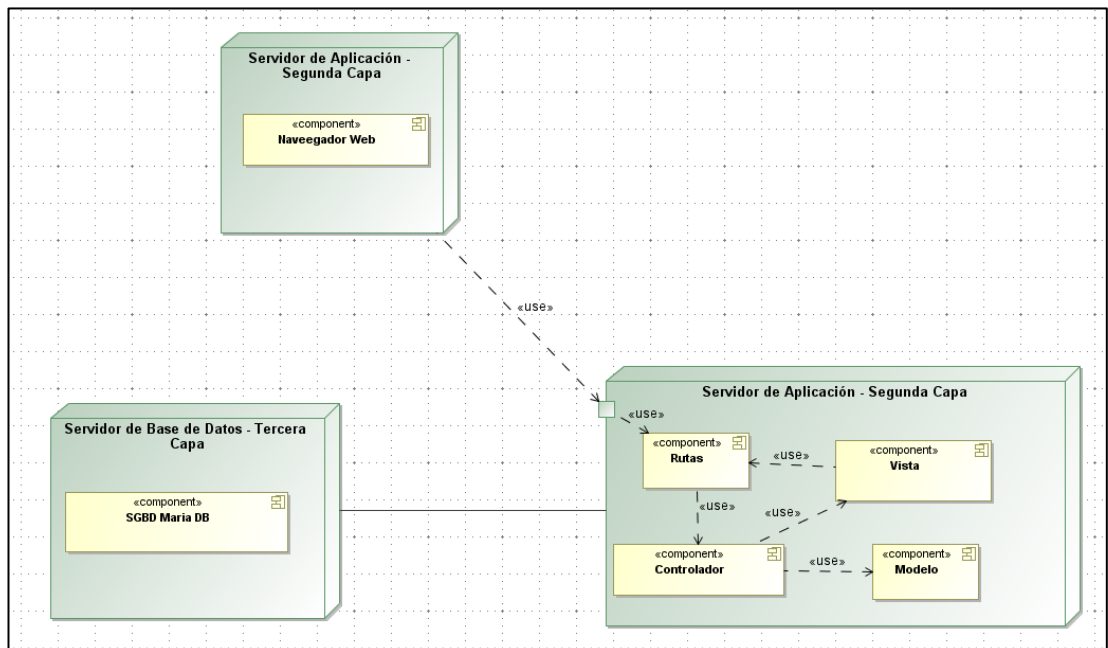 Servidor de Aplicación -
Segunda Capa
«component»
Naveegador Web
«use»
Servidor de Aplicación - Segunda Capa
«use»
«component»
Rutas
«use»
«component»
Vista
«use»
«use»
«component»
Controlador
«use»
«component»
Modelo
Servidor de Base de Datos - Tercera
Capa
«component»
SGBD Maria DB